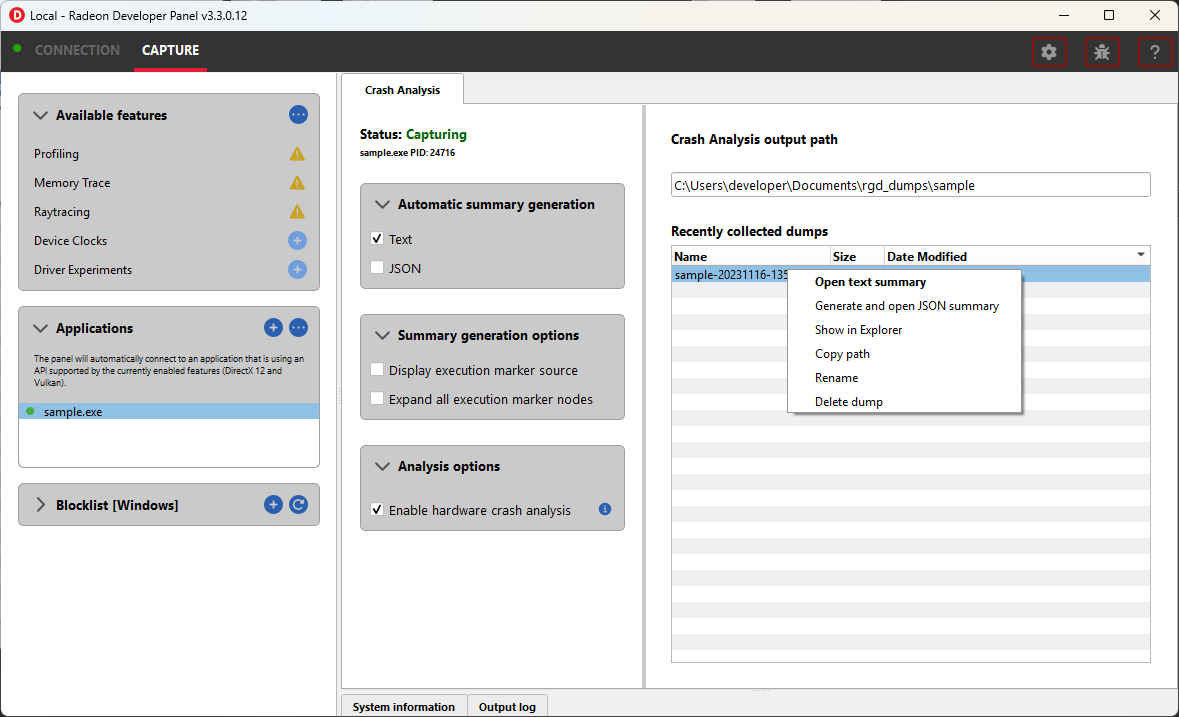 Local - Radeon Developer Panel v3.3.0.12
CONNECTION
CAPTURE
?
Available features
Profiling
Memory Trace
Raytracing
Device Clocks
Driver Experiments
Applications
The panel will automatically connect to an application that is using an
API supported by the currently enabled features (DirectX 12 and
Vulkan).
sample.exe
Blocklist [Windows]
Crash Analysis
Status: Capturing
sample.exe PID: 24716
Automatic summary generation
Text
JSON
Summary generation options
Display execution marker source
Expand all execution marker nodes
Analysis options
Enable hardware crash analysis
Crash Analysis output path
C:\Users\developer\Documents\rgd_dumps\sample
Recently collected dumps
Name Size Date Modified
sample-20231116-135
Open text summary
Generate and open JSON summary
Show in Explorer
Copy path
Rename
Delete dump
System information
Output log